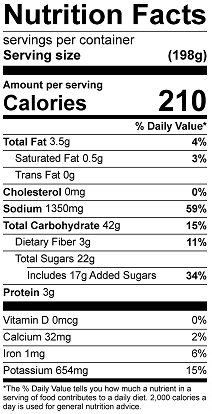 Nutrition Facts
servings per container
Serving size (198g)
Amount per serving
Calories 210
% Daily Value*
Total Fat 3.5g 4%
Saturated Fat 0.5g 3%
Trans Fat 0g
Cholesterol 0mg 0%
Sodium 1350mg 59%
Total Carbohydrate 42g 15%
Dietary Fiber 3g 11%
Total Sugars 22g
Includes 17g Added Sugars 34%
Protein 3g
Vitamin D 0mcg 0%
Calcium 32mg 2%
Iron 1mg 6%
Potassium 654mg 15%
*The % Daily Value tells you how much a nutrient in a
serving of food contributes to a daily diet. 2,000 calories a
day is used for general nutrition advice.